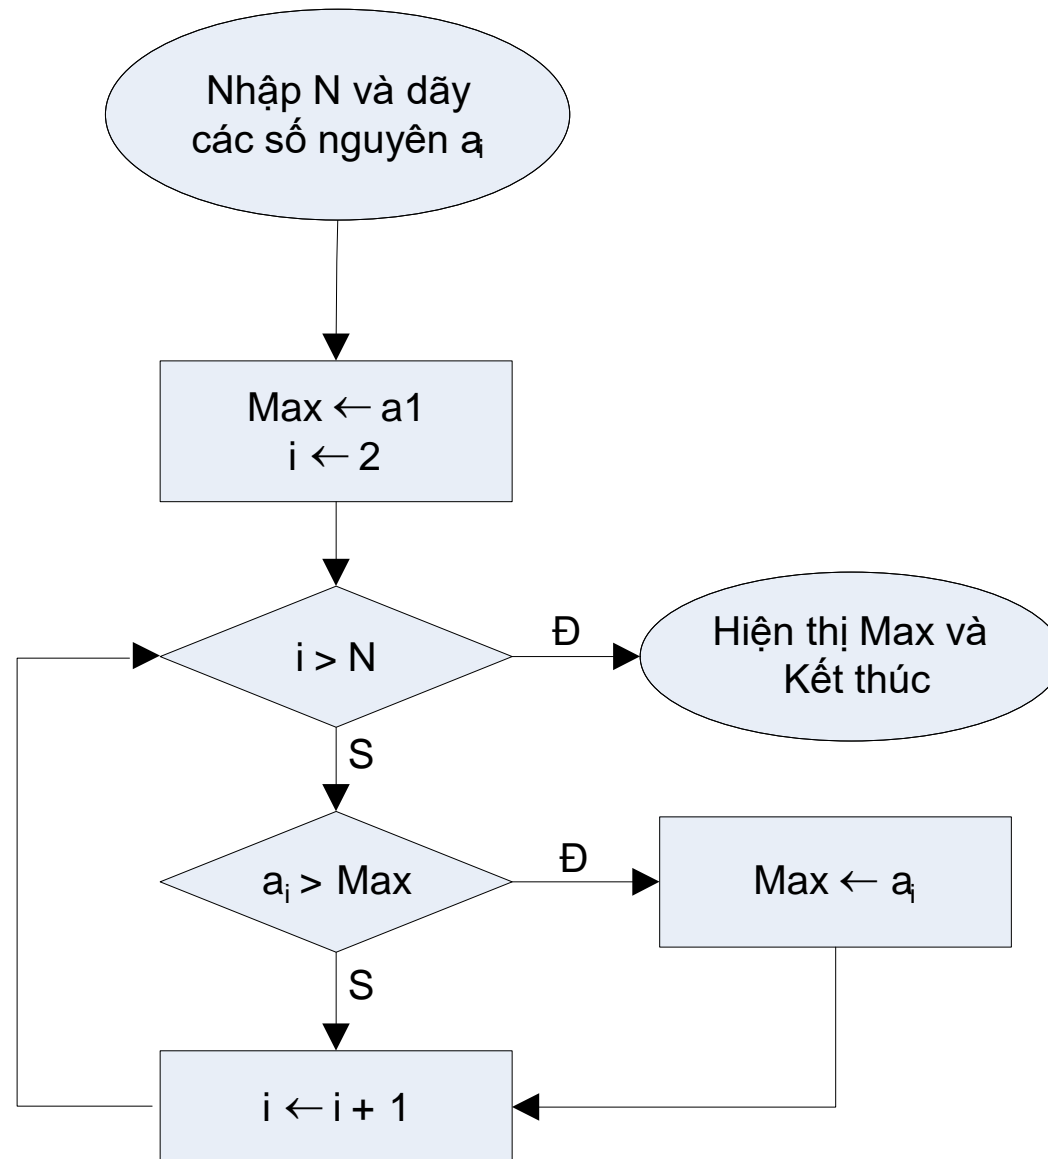 Nhập N và dãy
các số nguyên aᵢ
Max ← a1
i ← 2
i > N
Đ
Hiện thị Max và
Kết thúc
S
aᵢ > Max
Đ
Max ← aᵢ
S
i ← i + 1